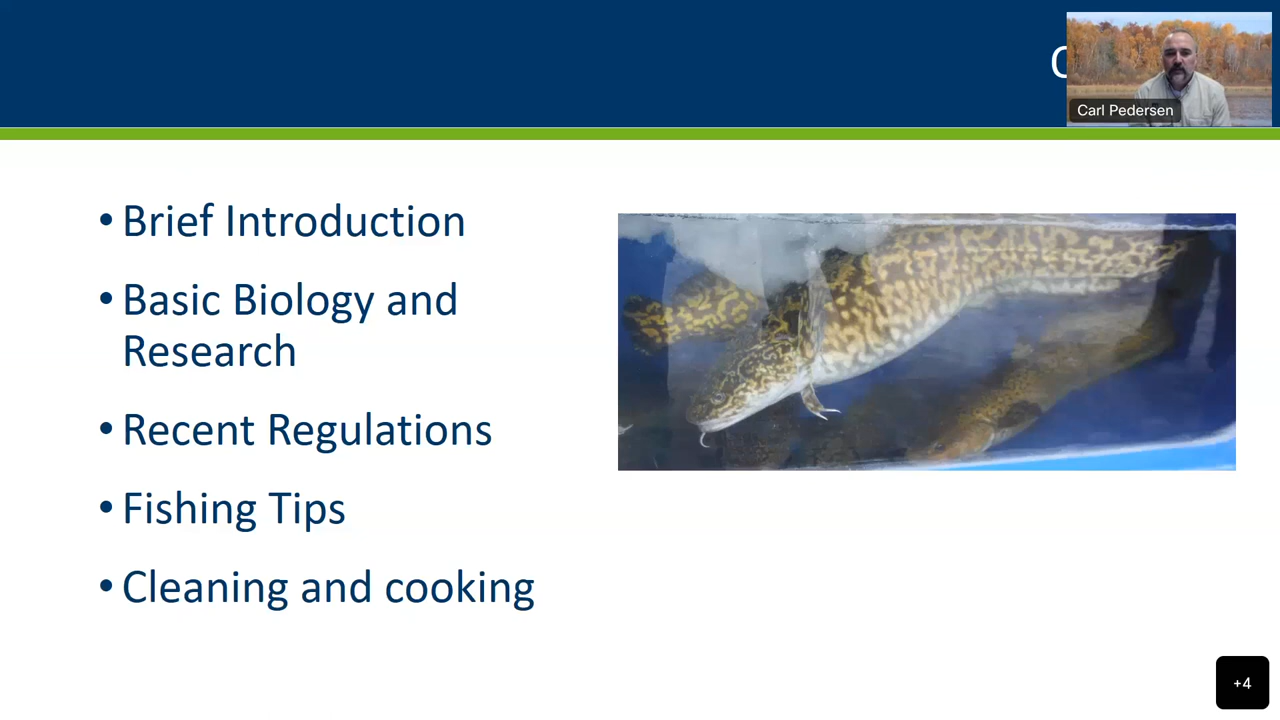 Carl Pedersen
• Brief Introduction
• Basic Biology and
Research
• Recent Regulations
• Fishing Tips
• Cleaning and cooking
+4